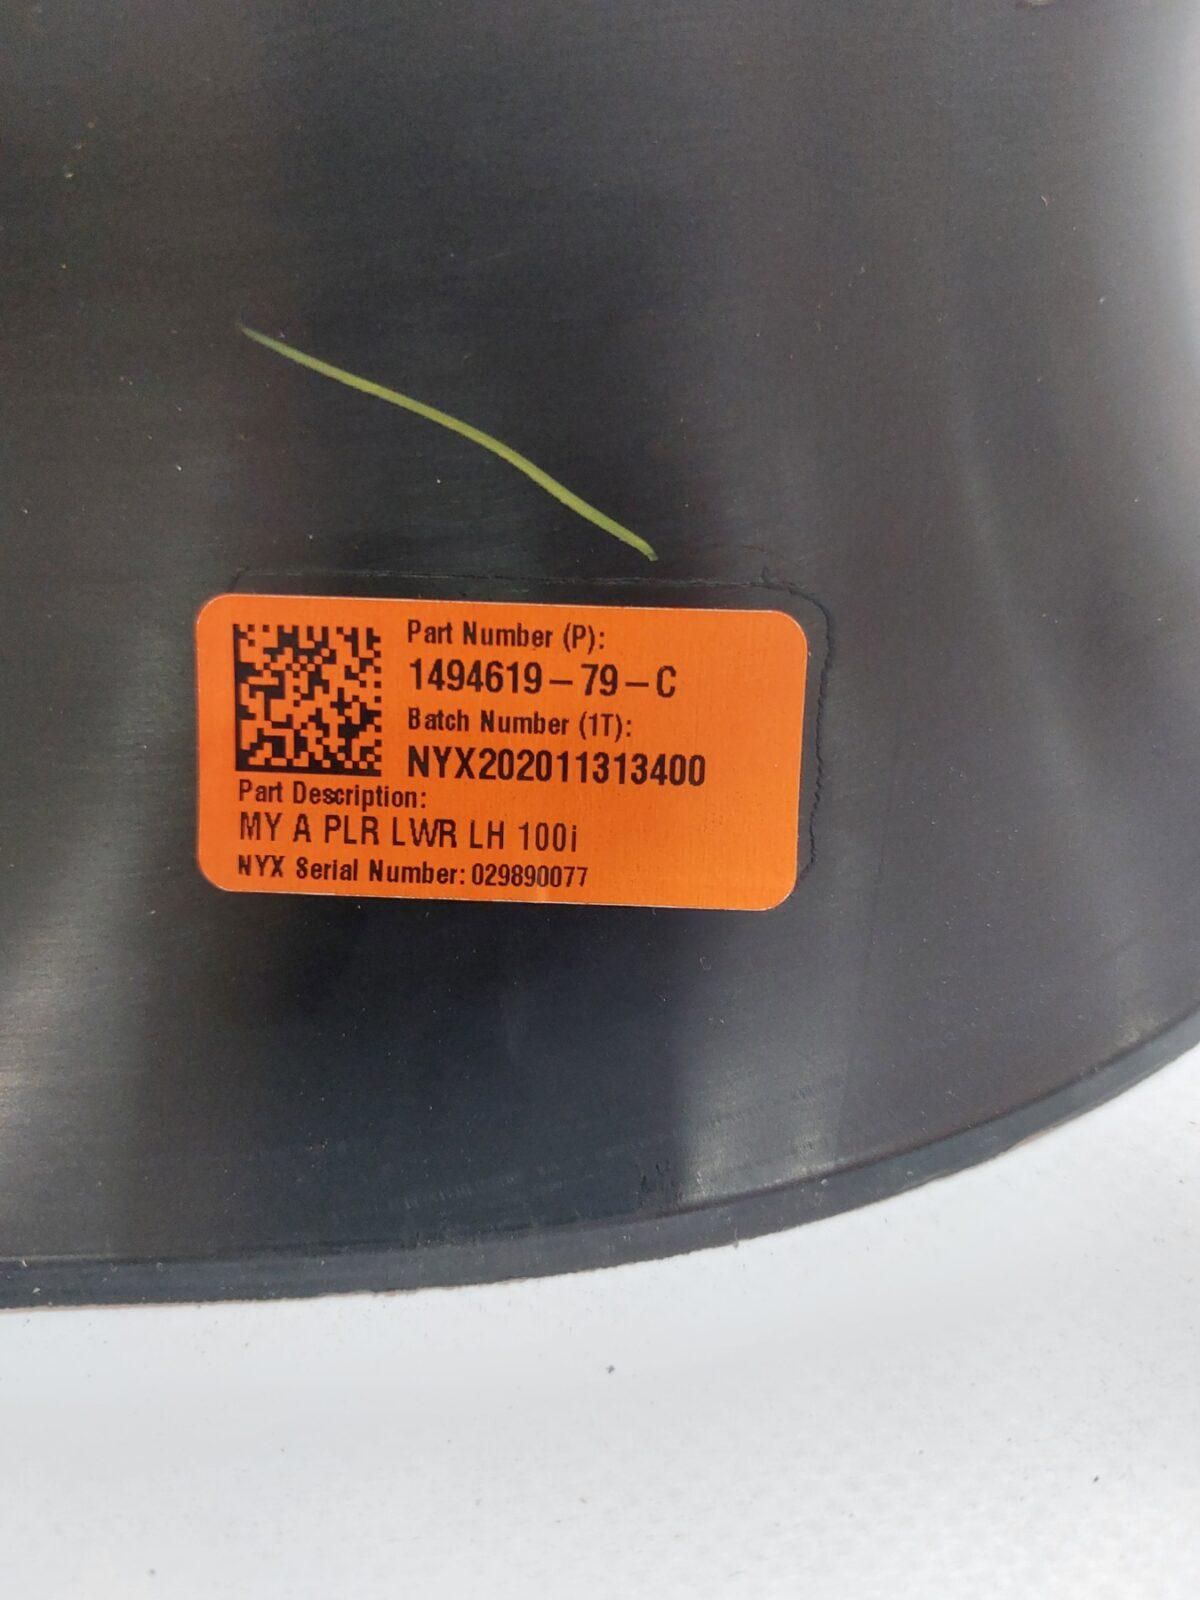 Part Number (P):
1494619-79-C
Batch Number (1T):
NYX202011313400
Part Description:
MY A PLR LWR LH 100i
NYX Serial Number: 029890077